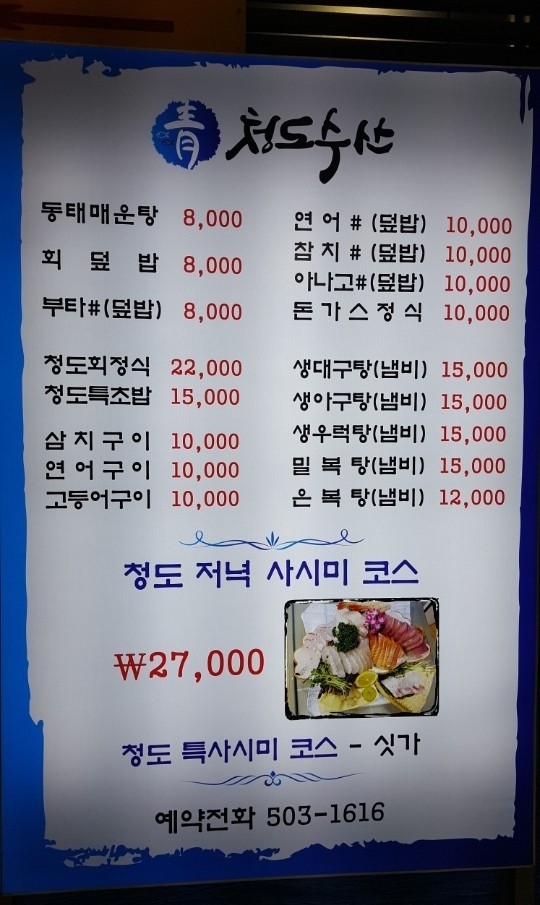 青
동태매운탕 8,000
회 덮 밥 8,000
부타#(덮밥) 8,000
연 어 # (덮밥) 10,000
참 치 # (덮밥) 10,000
아나고#(덮밥) 10,000
돈 가 스 정 식 10,000
청도회정식 22,000
청도특초밥 15,000
삼 치 구 이 10,000
연 어 구 이 10,000
고등어구이 10,000
생대구탕(냄비) 15,000
생아구탕(냄비) 15,000
생우럭탕(냄비) 15,000
밀 복 탕(냄비) 15,000
은 복 탕(냄비) 12,000
청도 저녁 사시미 코스
₩27,000
청도 특사시미 코스 - 싯가
예약전화 503-1616